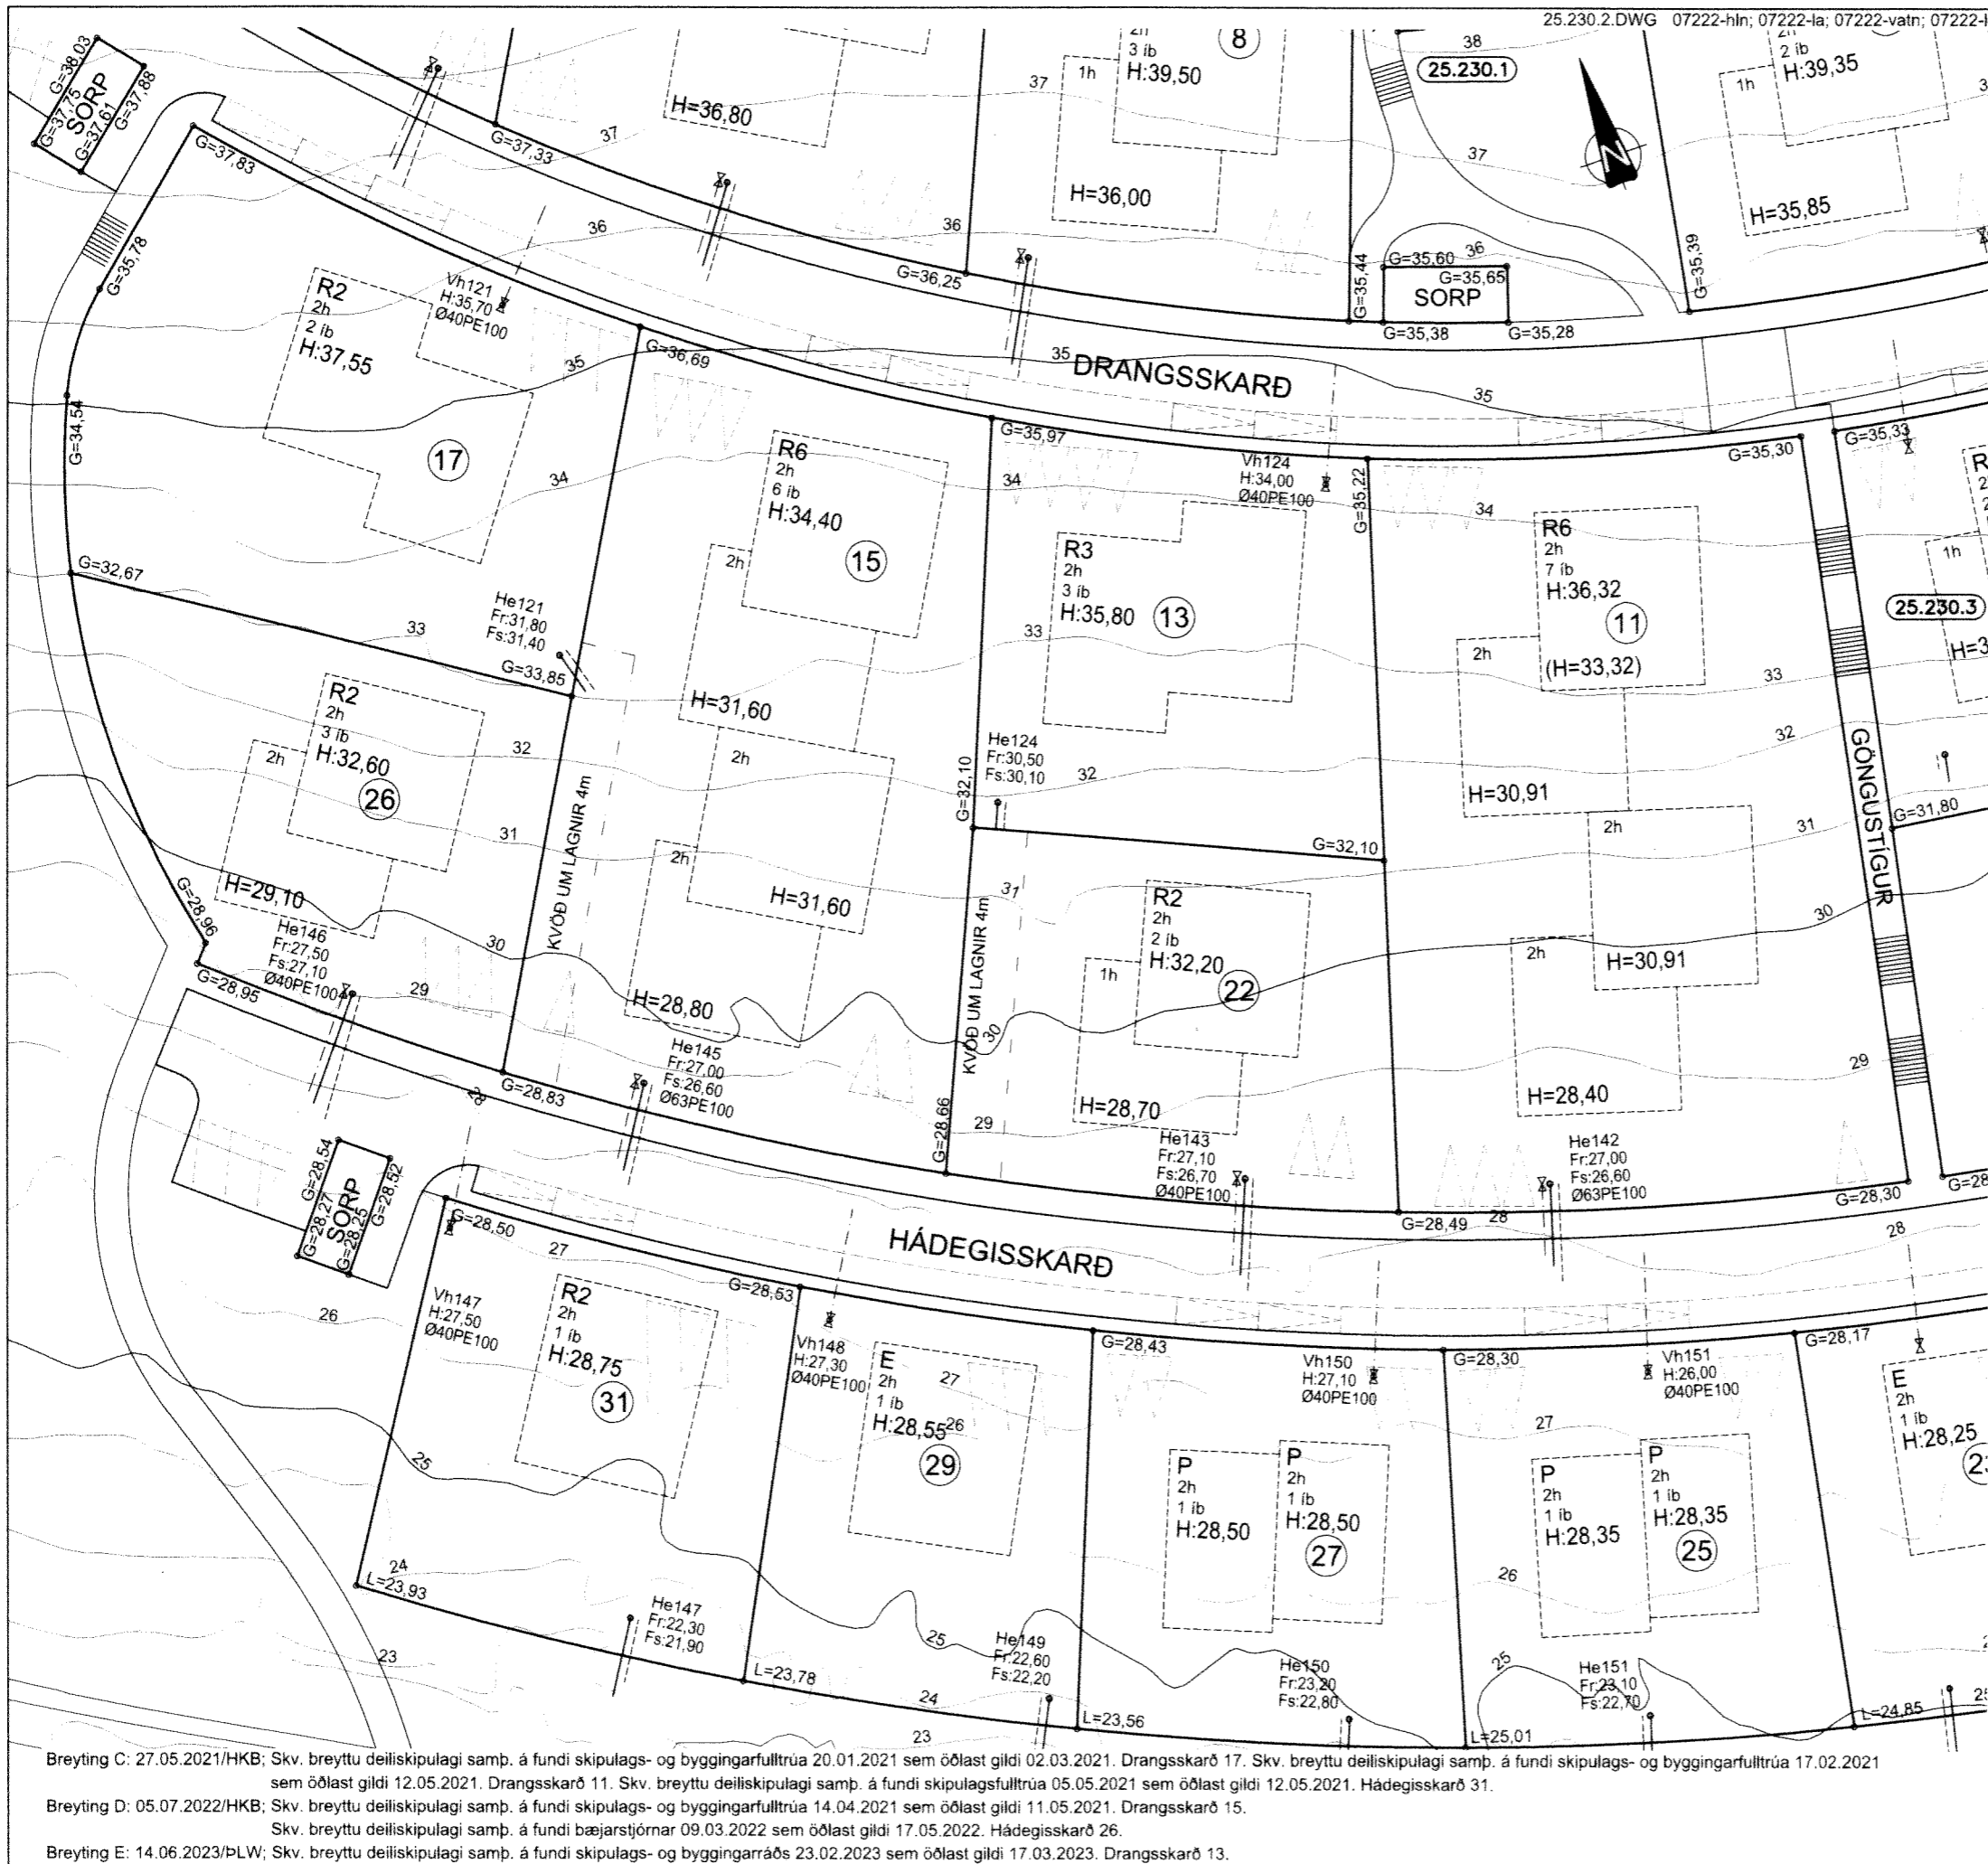 25.230.2.DWG 07222-hln; 07222-la; 07222-vatn;
G=38,03
G=37,75
SORP
G=37,61
G=37,88
G=37,83
G=35,78
G=37,33
37
H=36,80
37
3 íb
H:39,50
8
1h
H=36,00
38
25.230.1
37
N
2 íb
H:39,35
1h
H=35,85
G=35,39
36
36
G=36,25
G=35,44
G=35,60
36
G=35,65
SORP
G=35,38
G=35,28
R2
2h
2 íb
H:37,55
17
Vh121
H:35,70
Ø40PE100
35
G=36,69
35
DRANGSSKARÐ
35
G=34,54
34
G=32,67
R6
2h
6 íb
H:34,40
15
2h
H=31,60
2h
H=31,60
2h
H=28,80
G=35,97
34
Vh124
H:34,00
Ø40PE100
G=35,22
34
G=35,30
G=35,33
R3
2h
3 íb
H:35,80
13
33
R6
2h
7 íb
H:36,32
11
(H=33,32)
2h
H=30,91
2h
H=30,91
2h
H=28,40
1h
25.230.3
33
32
GÖNGUSTÍGUR
G=31,80
31
30
29
He121
Fr:31,80
Fs:31,40
33
G=33,85
R2
2h
3 íb
H:32,60
26
2h
H=29,10
32
31
30
KVÖÐ UM LAGNIR 4m
He124
Fr:30,50
Fs:30,10
32
G=32,10
G=32,10
31
KVÖÐ UM LAGNIR 4m
30
R2
2h
2 íb
H:32,20
22
1h
H=28,70
G=28,96
G=28,95
He146
Fr:27,50
Fs:27,10
Ø40PE100
29
28
G=28,83
He145
Fr:27,00
Fs:26,60
Ø63PE100
G=28,66
29
He143
Fr:27,10
Fs:26,70
Ø40PE100
He142
Fr:27,00
Fs:26,60
Ø63PE100
G=28,49
28
G=28,30
28
G=28,54
G=28,27
SORP
G=28,25
G=28,52
G=28,50
27
HÁDEGISSKARÐ
26
Vh147
H:27,50
Ø40PE100
R2
2h
1 íb
H:28,75
31
G=28,53
Vh148
H:27,30
Ø40PE100
E
2h
1 íb
H:28,55
29
27
26
G=28,43
Vh150
H:27,10
Ø40PE100
G=28,30
Vh151
H:26,00
Ø40PE100
G=28,17
P
2h
1 íb
H:28,50
P
2h
1 íb
H:28,50
27
27
P
2h
1 íb
H:28,35
P
2h
1 íb
H:28,35
25
26
E
2h
1 íb
H:28,25
25
24
L=23,93
23
He147
Fr:22,30
Fs:21,90
L=23,78
25
24
23
He149
Fr:22,60
Fs:22,20
L=23,56
He150
Fr:23,20
Fs:22,80
25
L=25,01
He151
Fr:23,10
Fs:22,70
L=24,85
Breyting C: 27.05.2021/HKB; Skv. breyttu deiliskipulagi samþ. á fundi skipulags- og byggingarfulltrúa 20.01.2021 sem öðlast gildi 02.03.2021. Drangsskarð 17. Skv. breyttu deiliskipulagi samþ. á fundi skipulags- og byggingarfulltrúa 17.02.2021
sem öðlast gildi 12.05.2021. Drangsskarð 11. Skv. breyttu deiliskipulagi samþ. á fundi skipulagsfulltrúa 05.05.2021 sem öðlast gildi 12.05.2021. Hádegisskarð 31.
Breyting D: 05.07.2022/HKB; Skv. breyttu deiliskipulagi samþ. á fundi skipulags- og byggingarfulltrúa 14.04.2021 sem öðlast gildi 11.05.2021. Drangsskarð 15.
Skv. breyttu deiliskipulagi samþ. á fundi bæjarstjórnar 09.03.2022 sem öðlast gildi 17.05.2022. Hádegisskarð 26.
Breyting E: 14.06.2023/ÞLW; Skv. breyttu deiliskipulagi samþ. á fundi skipulags- og byggingarráðs 23.02.2023 sem öðlast gildi 17.03.2023. Drangsskarð 13.